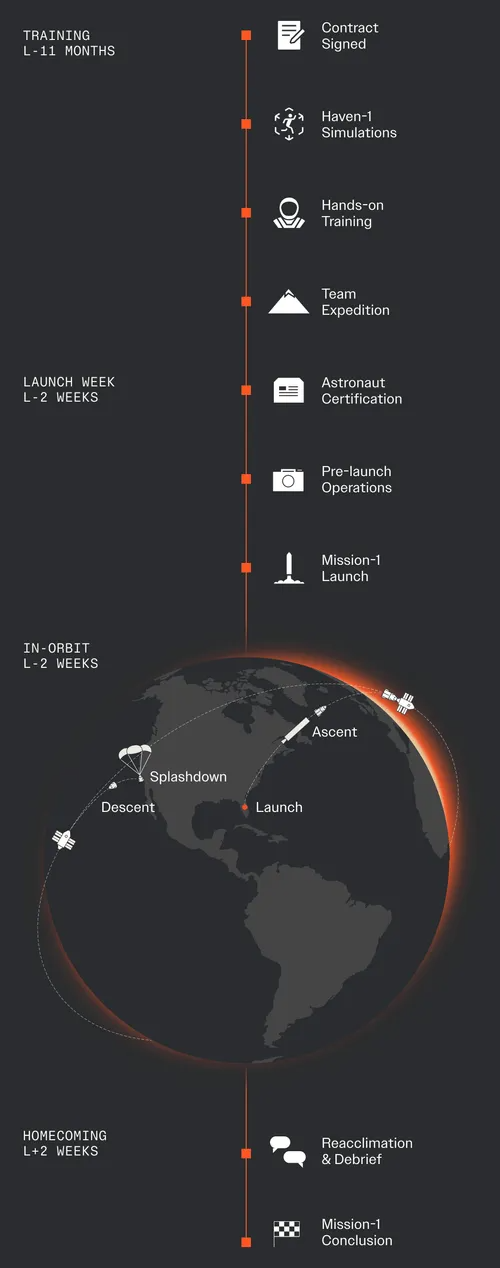 TRAINING
L-11 MONTHS
Contract
Signed
Haven-1
Simulations
Hands-on
Training
Team
Expedition
LAUNCH WEEK
L-2 WEEKS
Astronaut
Certification
Pre-launch
Operations
Mission-1
Launch
IN-ORBIT
L-2 WEEKS
Ascent
Splashdown
Descent
Launch
HOMECOMING
L+2 WEEKS
Reacclimation
& Debrief
Mission-1
Conclusion